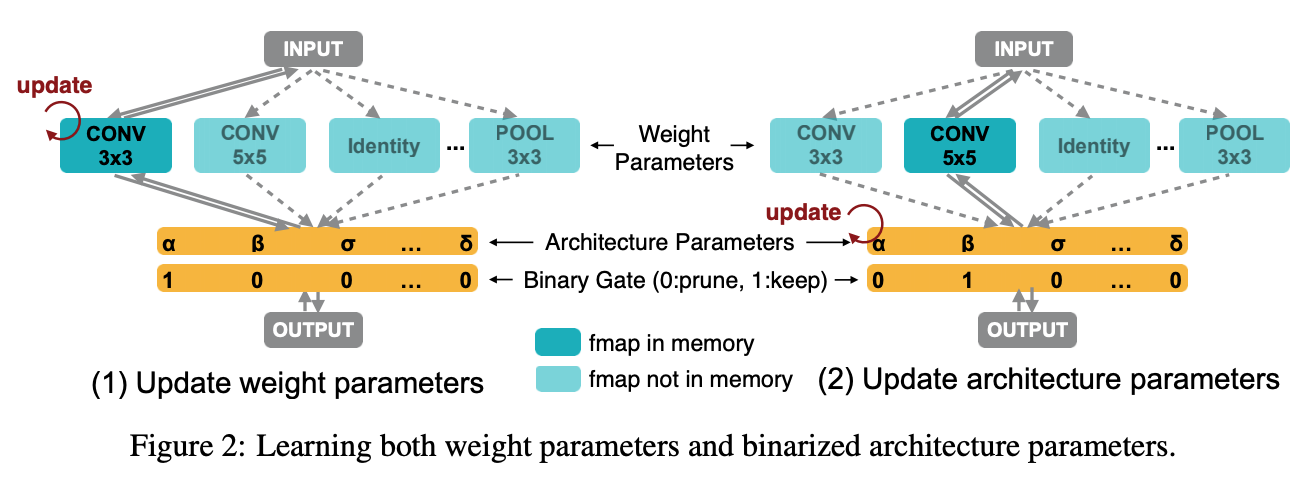 INPUT
update
CONV
3x3
CONV
5x5
Identity
...
POOL
3x3
α β σ ... δ
1 0 0 ... 0
OUTPUT
(1) Update weight parameters
Weight
Parameters
Architecture Parameters
Binary Gate (0:prune, 1:keep)
fmap in memory
fmap not in memory
INPUT
CONV
3x3
CONV
5x5
Identity
...
POOL
3x3
update
α β σ ... δ
0 1 0 ... 0
OUTPUT
(2) Update architecture parameters
Figure 2: Learning both weight parameters and binarized architecture parameters.